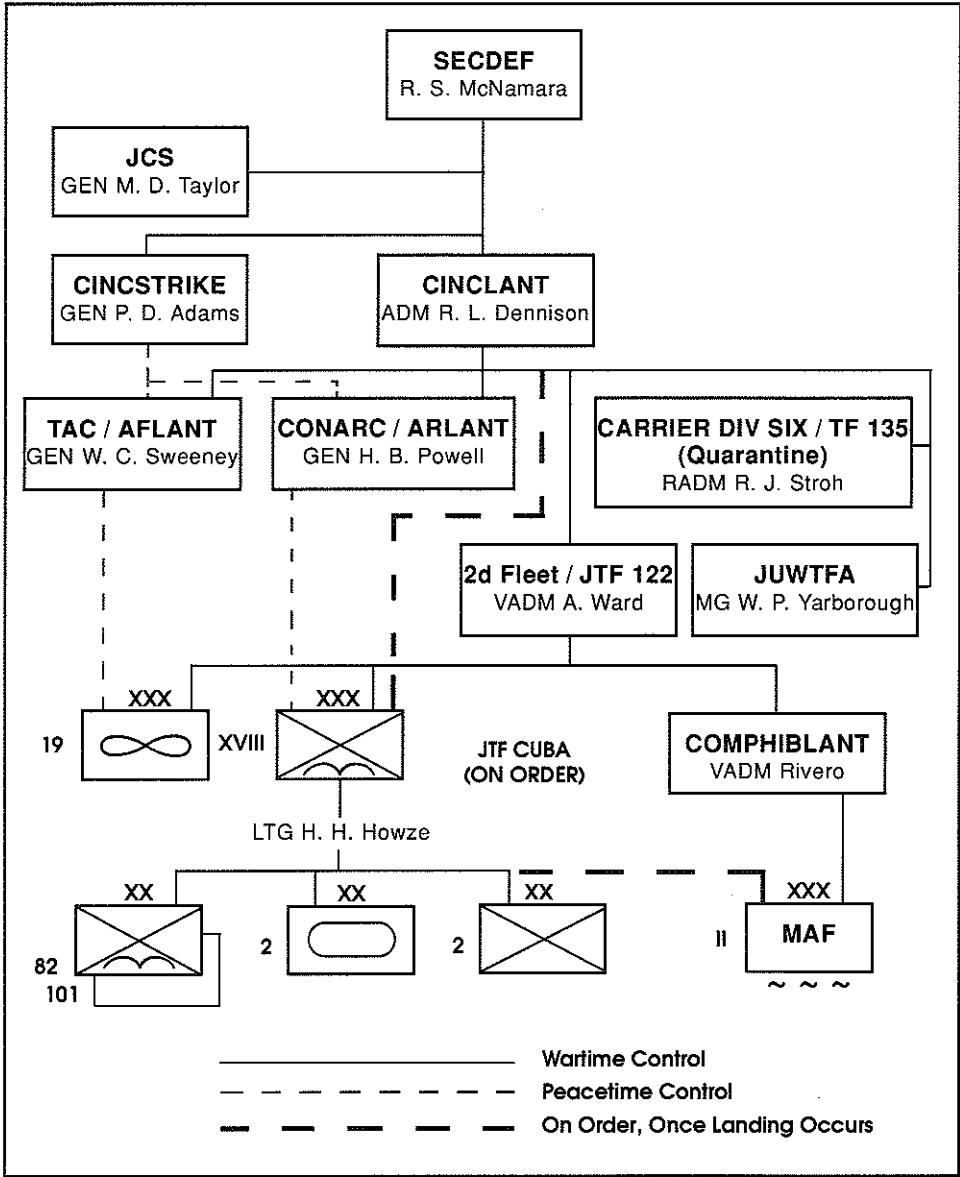 SECDEF
R. S. McNamara
JCS
GEN M. D. Taylor
CINCSTRIKE
GEN P. D. Adams
CINCLANT
ADM R. L. Dennison
TAC / AFLANT
GEN W. C. Sweeney
CONARC / ARLANT
GEN H. B. Powell
CARRIER DIV SIX / TF 135
(Quarantine)
RADM R. J. Stroh
2d Fleet / JTF 122
VADM A. Ward
JUWTFA
MG W. P. Yarborough
XXX
19
XXX
XVIII
JTF CUBA
(ON ORDER)
COMPHIBLANT
VADM Rivero
LTG H. H. Howze
XX
82
101
XX
2
XX
2
XXX
II
MAF
~ ~ ~
Wartime Control
Peacetime Control
On Order, Once Landing Occurs